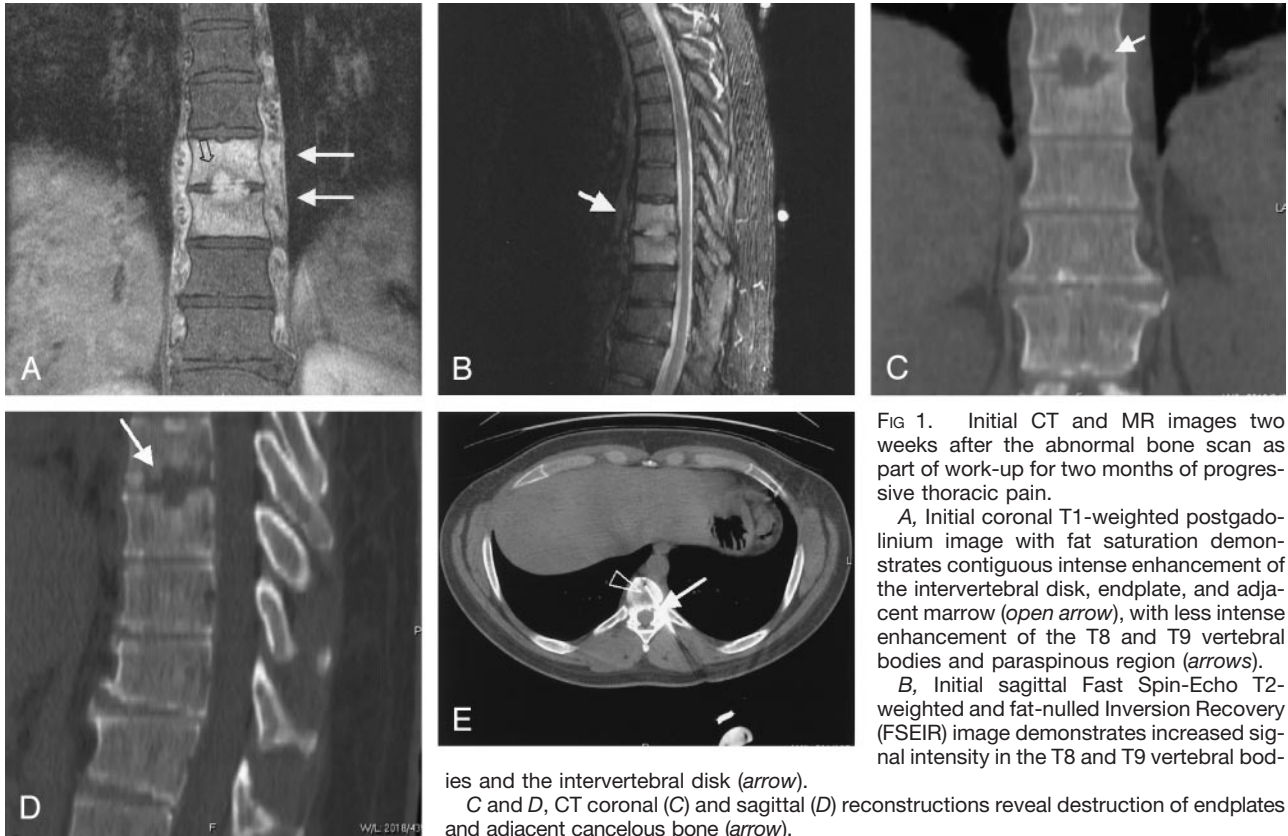 A
B
C
LA
D
P
F
W/L: 2018/43
E
L
FIG 1. Initial CT and MR images two
weeks after the abnormal bone scan as
part of work-up for two months of progres-
sive thoracic pain.
A, Initial coronal T1-weighted postgado-
linium image with fat saturation demon-
strates contiguous intense enhancement of
the intervertebral disk, endplate, and adja-
cent marrow (open arrow), with less intense
enhancement of the T8 and T9 vertebral
bodies and paraspinous region (arrows).
B, Initial sagittal Fast Spin-Echo T2-
weighted and fat-nulled Inversion Recovery
(FSEIR) image demonstrates increased sig-
nal intensity in the T8 and T9 vertebral bod-
ies and the intervertebral disk (arrow).
C and D, CT coronal (C) and sagittal (D) reconstructions reveal destruction of endplates
and adjacent cancelous bone (arrow).